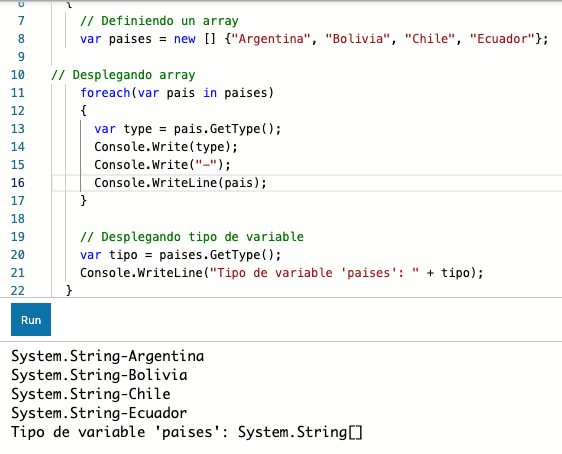 6 {
7 // Definiendo un array
8 var paises = new [] {"Argentina", "Bolivia", "Chile", "Ecuador"};
9
10 // Desplegando array
11 foreach(var pais in paises)
12 {
13 var type = pais.GetType();
14 Console.Write(type);
15 Console.Write("-");
16 Console.WriteLine(pais);
17 }
18
19 // Desplegando tipo de variable
20 var tipo = paises.GetType();
21 Console.WriteLine("Tipo de variable 'paises': " + tipo);
22 }
Run
System.String-Argentina
System.String-Bolivia
System.String-Chile
System.String-Ecuador
Tipo de variable 'paises': System.String[]